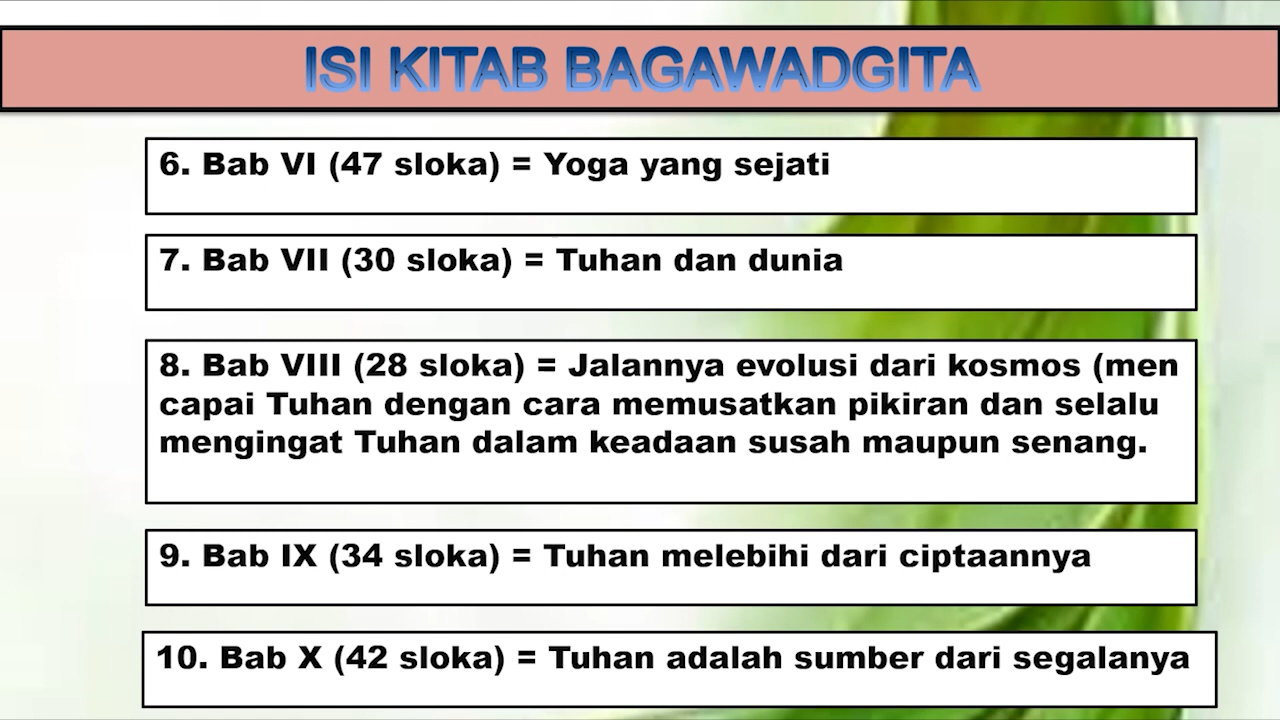 ISI KITAB BAGAWADGITA
6. Bab VI (47 sloka) = Yoga yang sejati
7. Bab VII (30 sloka) = Tuhan dan dunia
8. Bab VIII (28 sloka) = Jalannya evolusi dari kosmos (men
capai Tuhan dengan cara memusatkan pikiran dan selalu
mengingat Tuhan dalam keadaan susah maupun senang.
9. Bab IX (34 sloka) = Tuhan melebihi dari ciptaannya
10. Bab X (42 sloka) = Tuhan adalah sumber dari segalanya